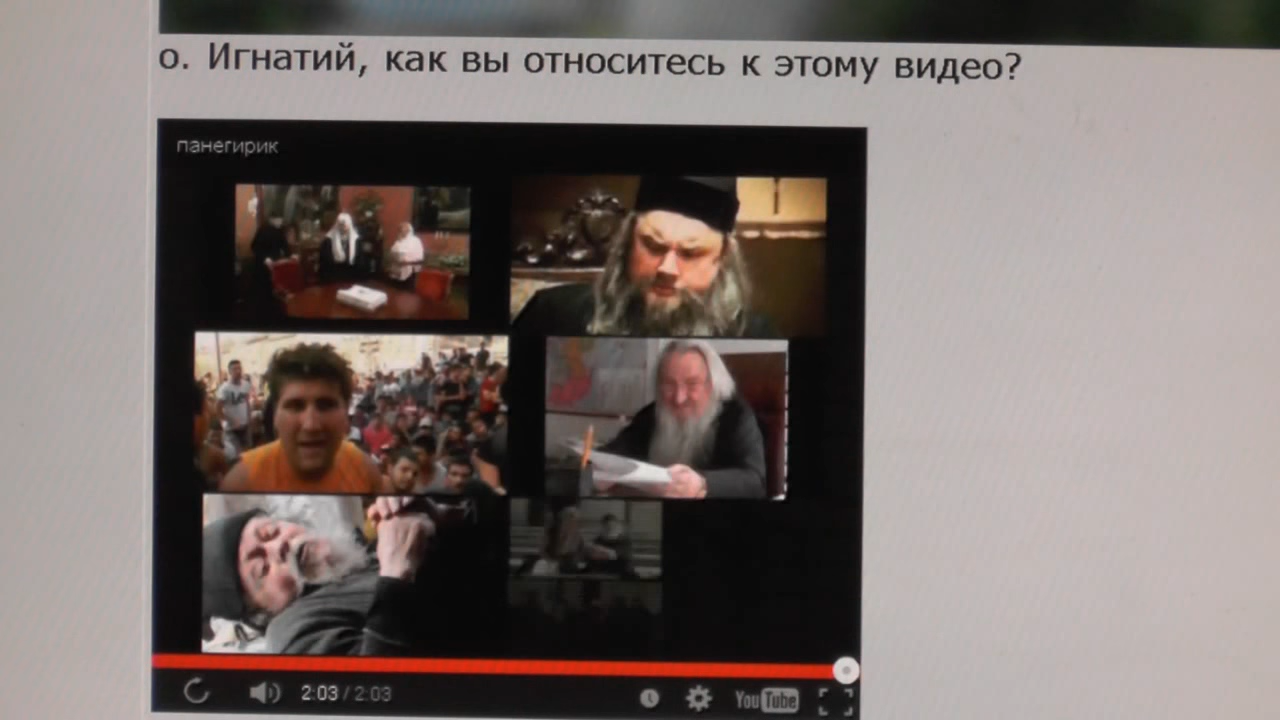 о. Игнатий, как вы относитесь к этому видео?
панегирик
2:03 / 2:03
YouTube